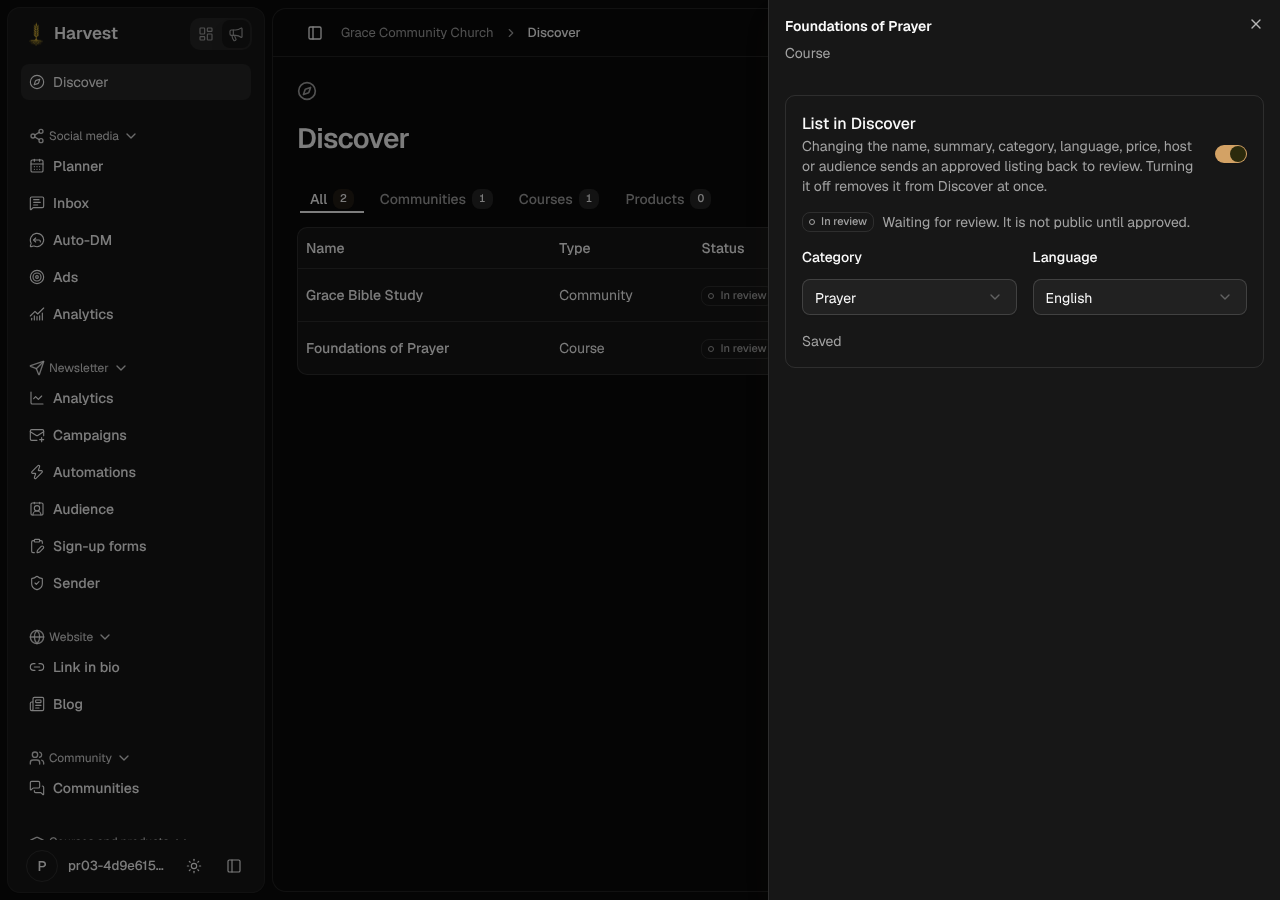 Harvest
Discover
Social media
Planner
Inbox
Auto-DM
Ads
Analytics
Newsletter
Analytics
Campaigns
Automations
Audience
Sign-up forms
Sender
Website
Link in bio
Blog
Community
Communities
P pr03-4d9e615...
Grace Community Church > Discover
Discover
All 2 Communities 1 Courses 1 Products 0
Name Type Status
Grace Bible Study Community In review
Foundations of Prayer Course In review
Foundations of Prayer
Course
List in Discover
Changing the name, summary, category, language, price, host
or audience sends an approved listing back to review. Turning
it off removes it from Discover at once.
In review Waiting for review. It is not public until approved.
Category Language
Prayer English
Saved